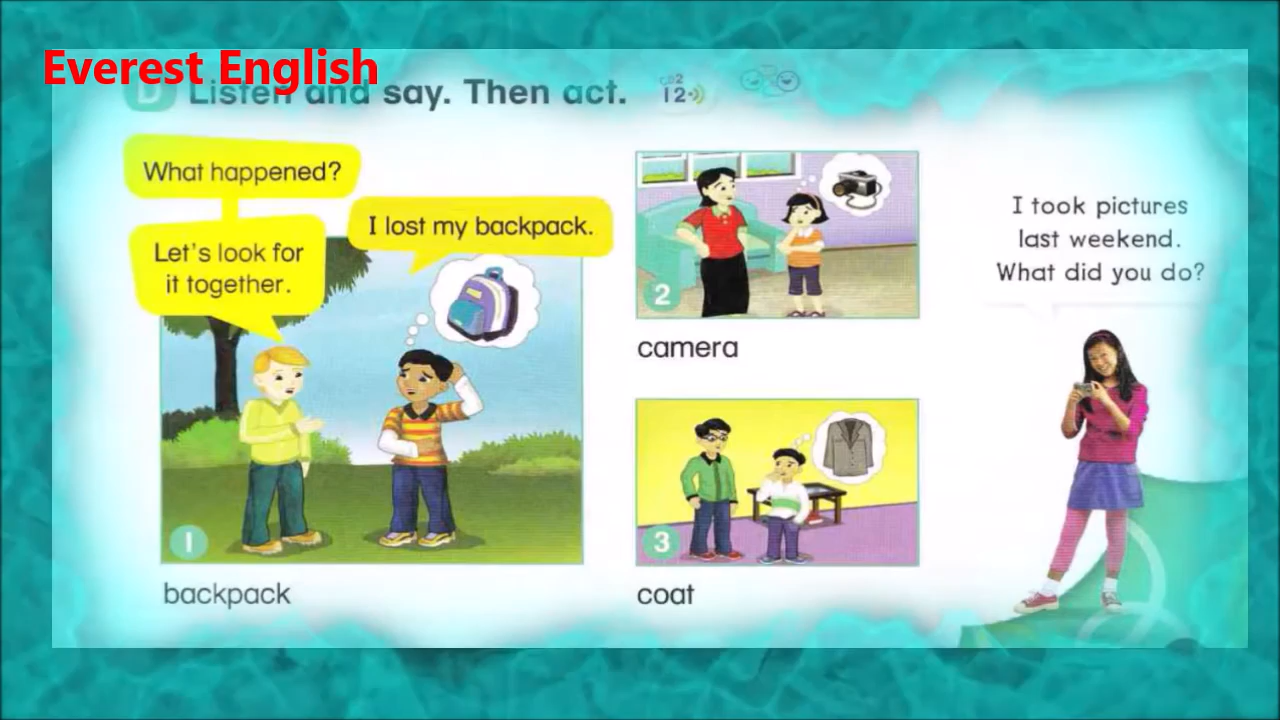 Everest English
D Listen and say. Then act.
2
12
What happened?
I lost my backpack.
Let's look for
it together.
1
backpack
2
camera
3
coat
I took pictures
last weekend.
What did you do?